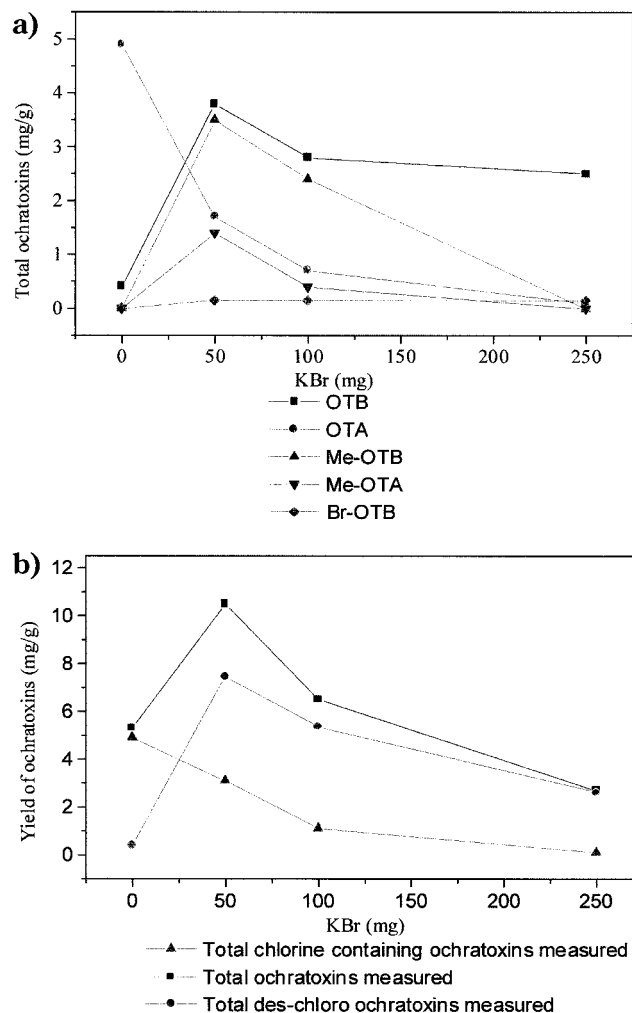 a)
Total ochratoxins (mg/g)
5
4
3
2
1
0
0 50 100 150 200 250
KBr (mg)
OTB
OTA
Me-OTB
Me-OTA
Br-OTB
b)
Yield of ochratoxins (mg/g)
12
10
8
6
4
2
0
0 50 100 150 200 250
KBr (mg)
Total chlorine containing ochratoxins measured
Total ochratoxins measured
Total des-chloro ochratoxins measured